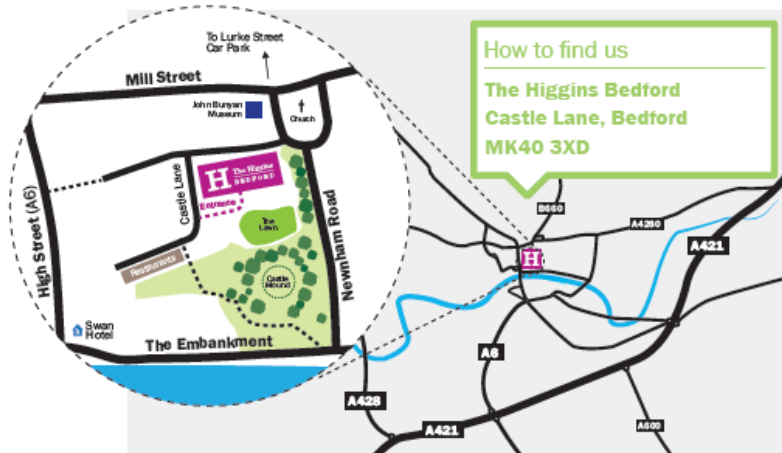 To Lurke Street
Car Park
Mill Street
John Bunyan
Museum
Church
High Street (A6)
Castle Lane
H The Higgins
BEDFORD
Entrance
The Lawn
Restaurants
Castle
Mound
Newnham Road
Swan
Hotel
The Embankment
How to find us
The Higgins Bedford
Castle Lane, Bedford
MK40 3XD
B660
A4280
A421
H
A6
A428
A421
A600